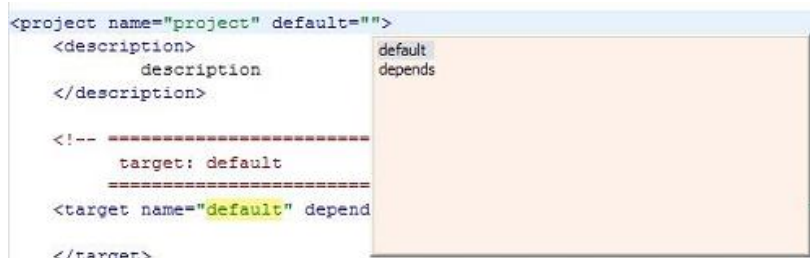 <project name="project" default="">
<description>
description
</description>
default
depends
<!-- ==========================
target: default
==========================
<target name="default" depend
</target>